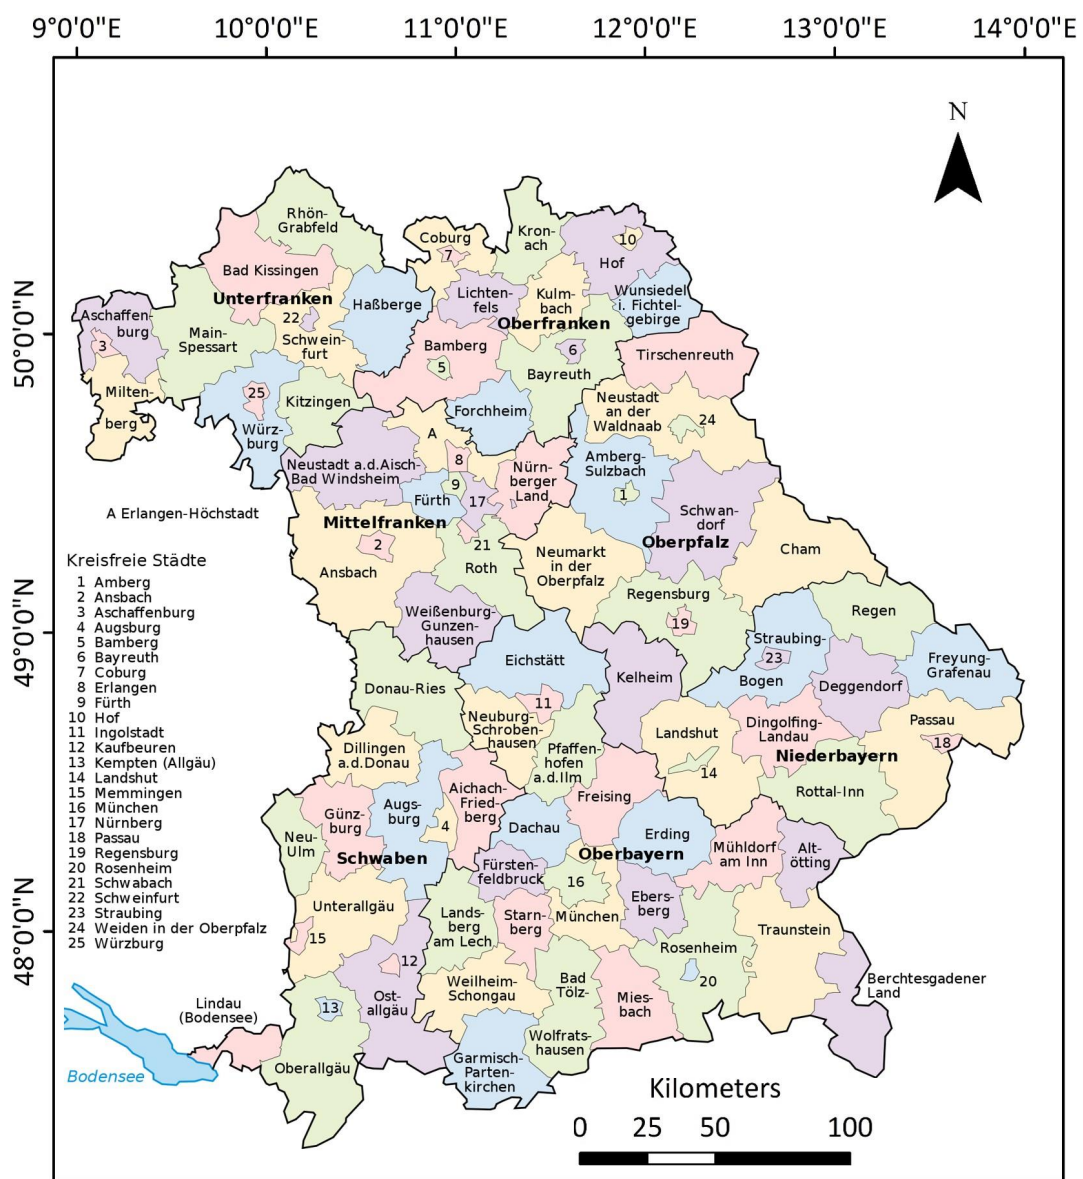 9°0'0"E 10°0'0"E 11°0'0"E 12°0'0"E 13°0'0"E 14°0'0"E
N
50°0'0"N
49°0'0"N
48°0'0"N
Rhön-
Grabfeld
Coburg
7
Kron-
ach
10
Hof
Bad Kissingen
Unterfranken
22
Schwein-
furt
Haßberge
Lichten-
fels
Kulm-
bach
Oberfranken
Wunsiedel
i. Fichtel-
gebirge
Aschaffen-
burg
3
Main-
Spessart
Bamberg
5
6
Bayreuth
Tirschenreuth
Milten-
berg
25
Würz-
burg
Kitzingen
Forchheim
Neustadt
an der
Waldnaab
24
A
8
9
Neustadt a.d.Aisch-
Bad Windsheim
Fürth
17
Nürn-
berger
Land
Amberg-
Sulzbach
1
Schwan-
dorf
Oberpfalz
A Erlangen-Höchstadt
Mittelfranken
2
Ansbach
21
Roth
Neumarkt
in der
Oberpfalz
Cham
Kreisfreie Städte
1 Amberg
2 Ansbach
3 Aschaffenburg
4 Augsburg
5 Bamberg
6 Bayreuth
7 Coburg
8 Erlangen
9 Fürth
10 Hof
11 Ingolstadt
12 Kaufbeuren
13 Kempten (Allgäu)
14 Landshut
15 Memmingen
16 München
17 Nürnberg
18 Passau
19 Regensburg
20 Rosenheim
21 Schwabach
22 Schweinfurt
23 Straubing
24 Weiden in der Oberpfalz
25 Würzburg
Weißenburg-
Gunzen-
hausen
Regensburg
19
Regen
Straubing-
23
Bogen
Deggendorf
Freyung-
Grafenau
Eichstätt
Kelheim
Donau-Ries
11
Neuburg-
Schroben-
hausen
Pfaffen-
hofen
a.d.Ilm
Landshut
14
Dingolfing-
Landau
Niederbayern
Passau
18
Rottal-Inn
Dillingen
a.d.Donau
Aichach-
Fried-
berg
Freising
Augs-
burg
4
Günz-
burg
Neu-
Ulm
Schwaben
Dachau
Erding
Oberbayern
Mühldorf
am Inn
Alt-
ötting
Fürsten-
feldbruck
16
München
Ebers-
berg
Unterallgäu
15
Lands-
berg
am Lech
Starn-
berg
Rosenheim
20
Traunstein
12
Ost-
allgäu
Weilheim-
Schongau
Bad
Tölz-
Wolfrats-
hausen
Mies-
bach
Berchtesgadener
Land
Lindau
(Bodensee)
13
Oberallgäu
Garmisch-
Parten-
kirchen
Bodensee
Kilometers
0 25 50 100